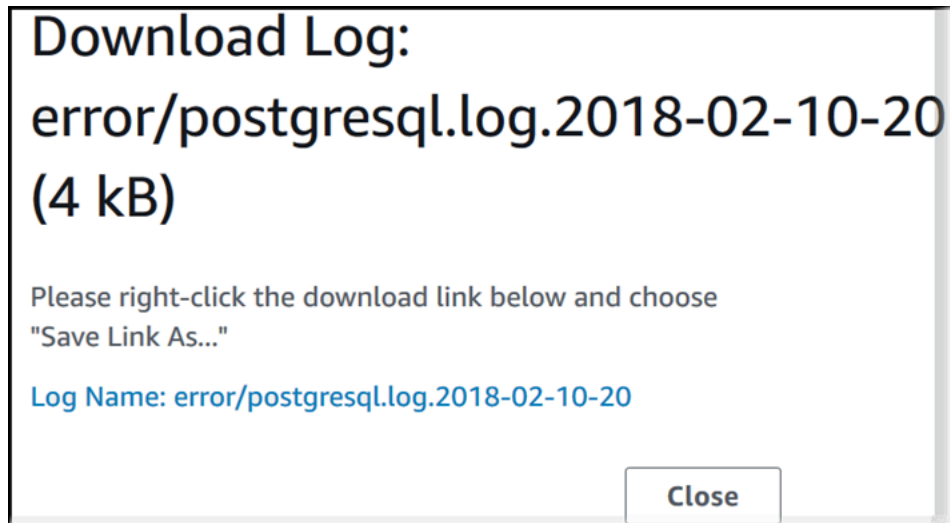 Download Log:
error/postgresql.log.2018-02-10-20
(4 kB)
Please right-click the download link below and choose
"Save Link As..."
Log Name: error/postgresql.log.2018-02-10-20
Close